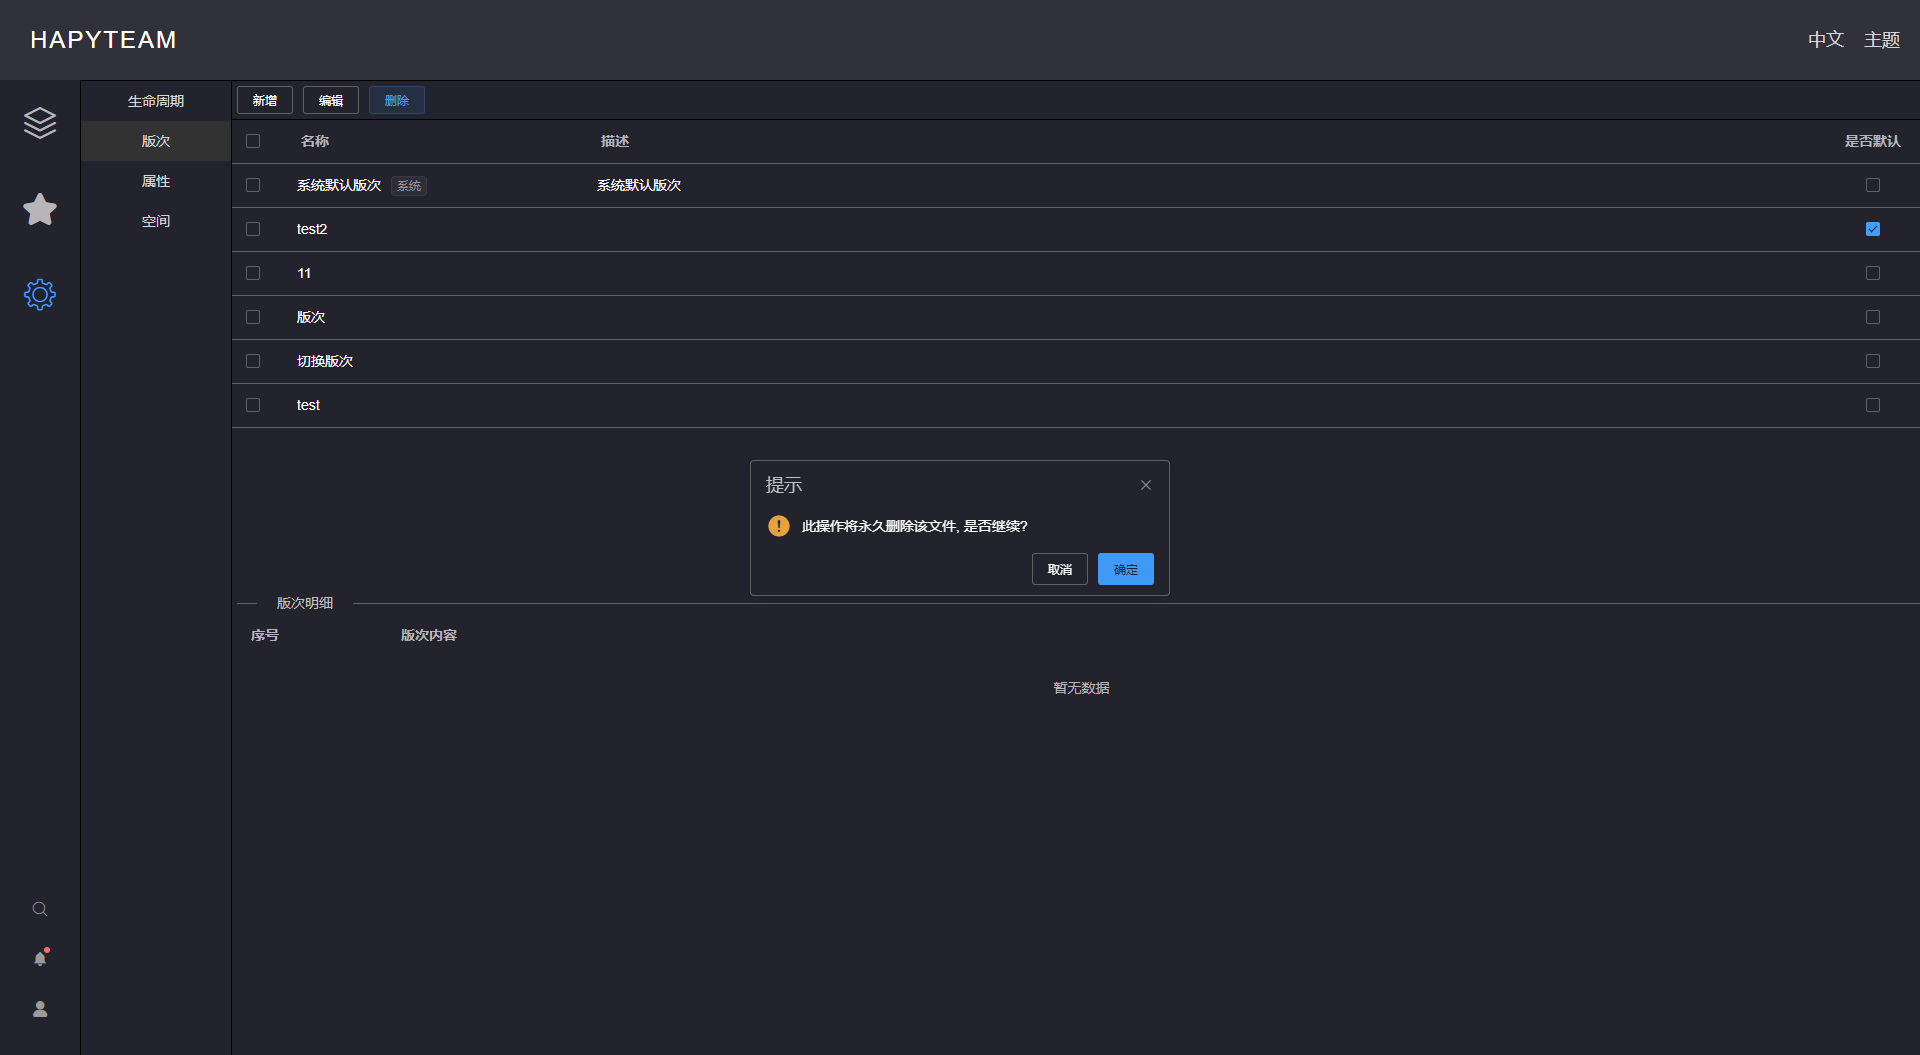 HAPYTEAM
中文 主题
生命周期
版次
属性
空间
新增 编辑 删除
名称 描述 是否默认
系统默认版次 系统 系统默认版次
test2
11
版次
切换版次
test
提示
此操作将永久删除该文件, 是否继续?
取消 确定
版次明细
序号 版次内容
暂无数据